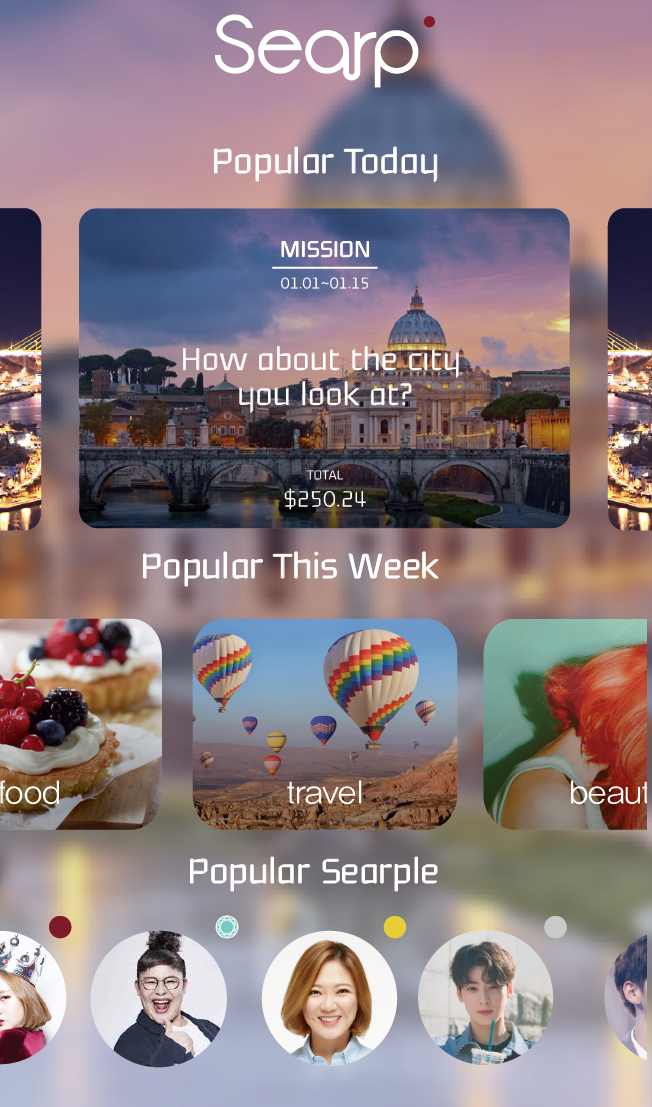 Searp
Popular Today
MISSION
01.01~01.15
How about the city
you look at?
TOTAL
$250.24
Popular This Week
food
travel
beaut
Popular Searple